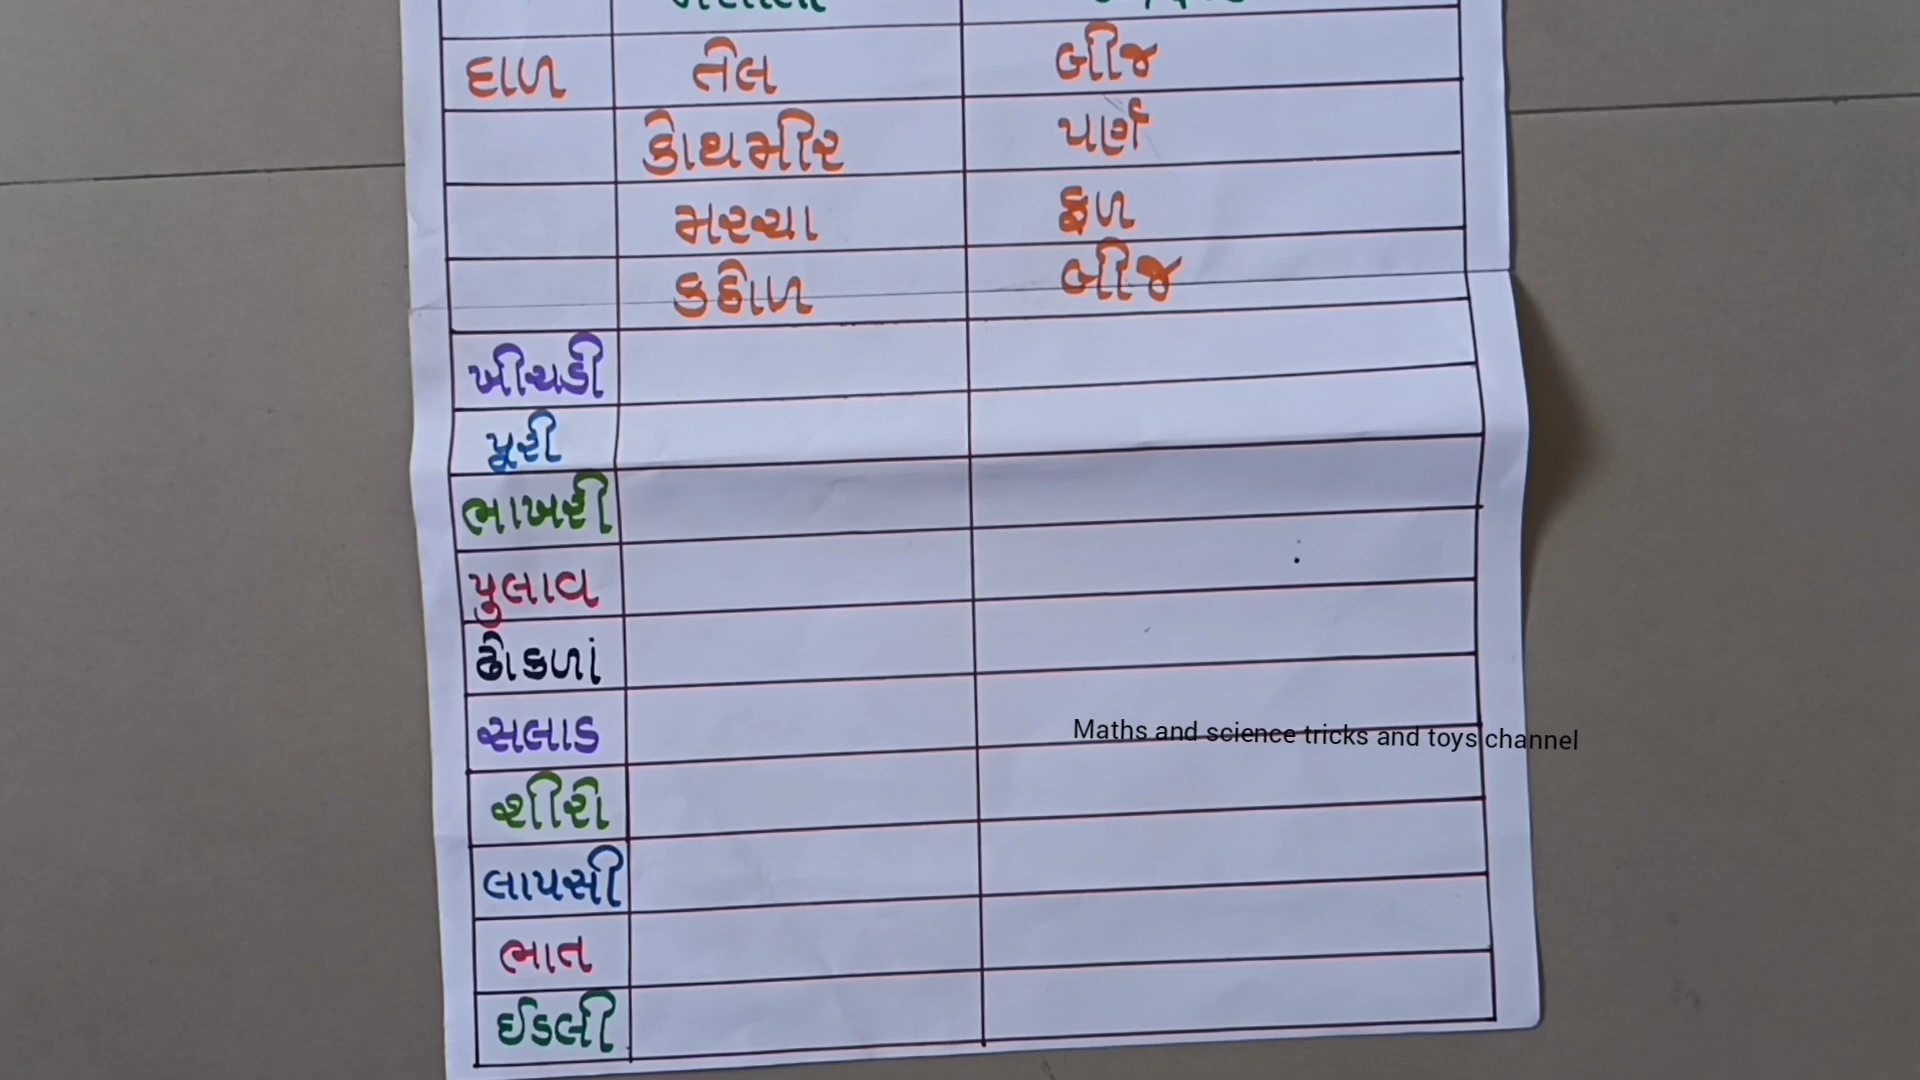 દાળ તેલ બીજ
કોથમીર પર્ણ
મરચા ફળ
કઠોળ બીજ
ખીચડી
પૂરી
ભાખરી
પુલાવ
ઢોકળાં
સલાડ
શીરો
લાપસી
ભાત
ઈડલી
Maths and science tricks and toys channel